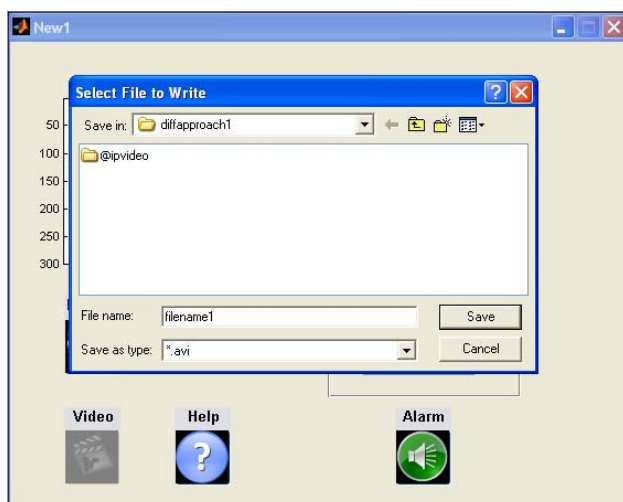 New1
Select File to Write
Save in: diffapproach1
@ipvideo
50
100
150
200
250
300
File name: filename1 Save
Save as type: *.avi Cancel
Video Help Alarm
?